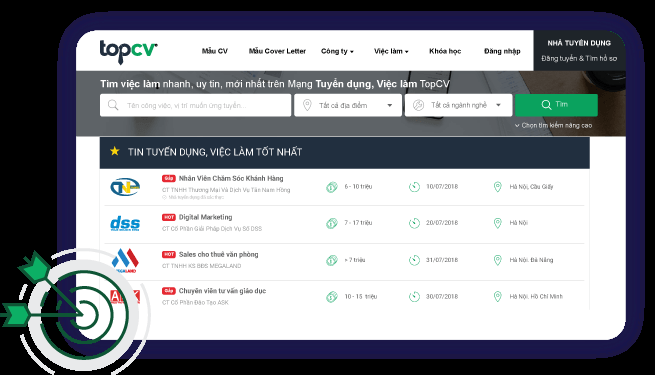 topcv
Mẫu CV
Mẫu Cover Letter
Công ty
Việc làm
Khóa học
Đăng nhập
NHÀ TUYỂN DỤNG
Đăng tuyển & Tìm hồ sơ
Tìm việc làm nhanh, uy tín, mới nhất trên Mạng Tuyển dụng, Việc làm TopCV
Tên công việc, vị trí muốn ứng tuyển...
Tất cả địa điểm
Tất cả ngành nghề
Tìm
Chọn tìm kiếm nâng cao
TIN TUYỂN DỤNG, VIỆC LÀM TỐT NHẤT
Gấp Nhân Viên Chăm Sóc Khánh Hàng
CT TNHH Thương Mại Và Dịch Vụ Tân Nam Hồng
6 - 10 triệu
10/07/2018
Hà Nội, Cầu Giấy
dss
HOT Digital Marketing
CT Cổ Phần Giải Pháp Dịch Vụ Số DSS
7 - 17 triệu
20/07/2018
Hà Nội
MEGALAND
HOT Sales cho thuê văn phòng
CT TNHH KS BĐS MEGALAND
> 7 triệu
31/07/2018
Hà Nội. Đà Nẵng
ASK
Gấp Chuyên viên tư vấn giáo dục
CT Cổ Phần Đào Tạo ASK
10 - 15 triệu
30/07/2018
Hà Nội. Hồ Chí Minh